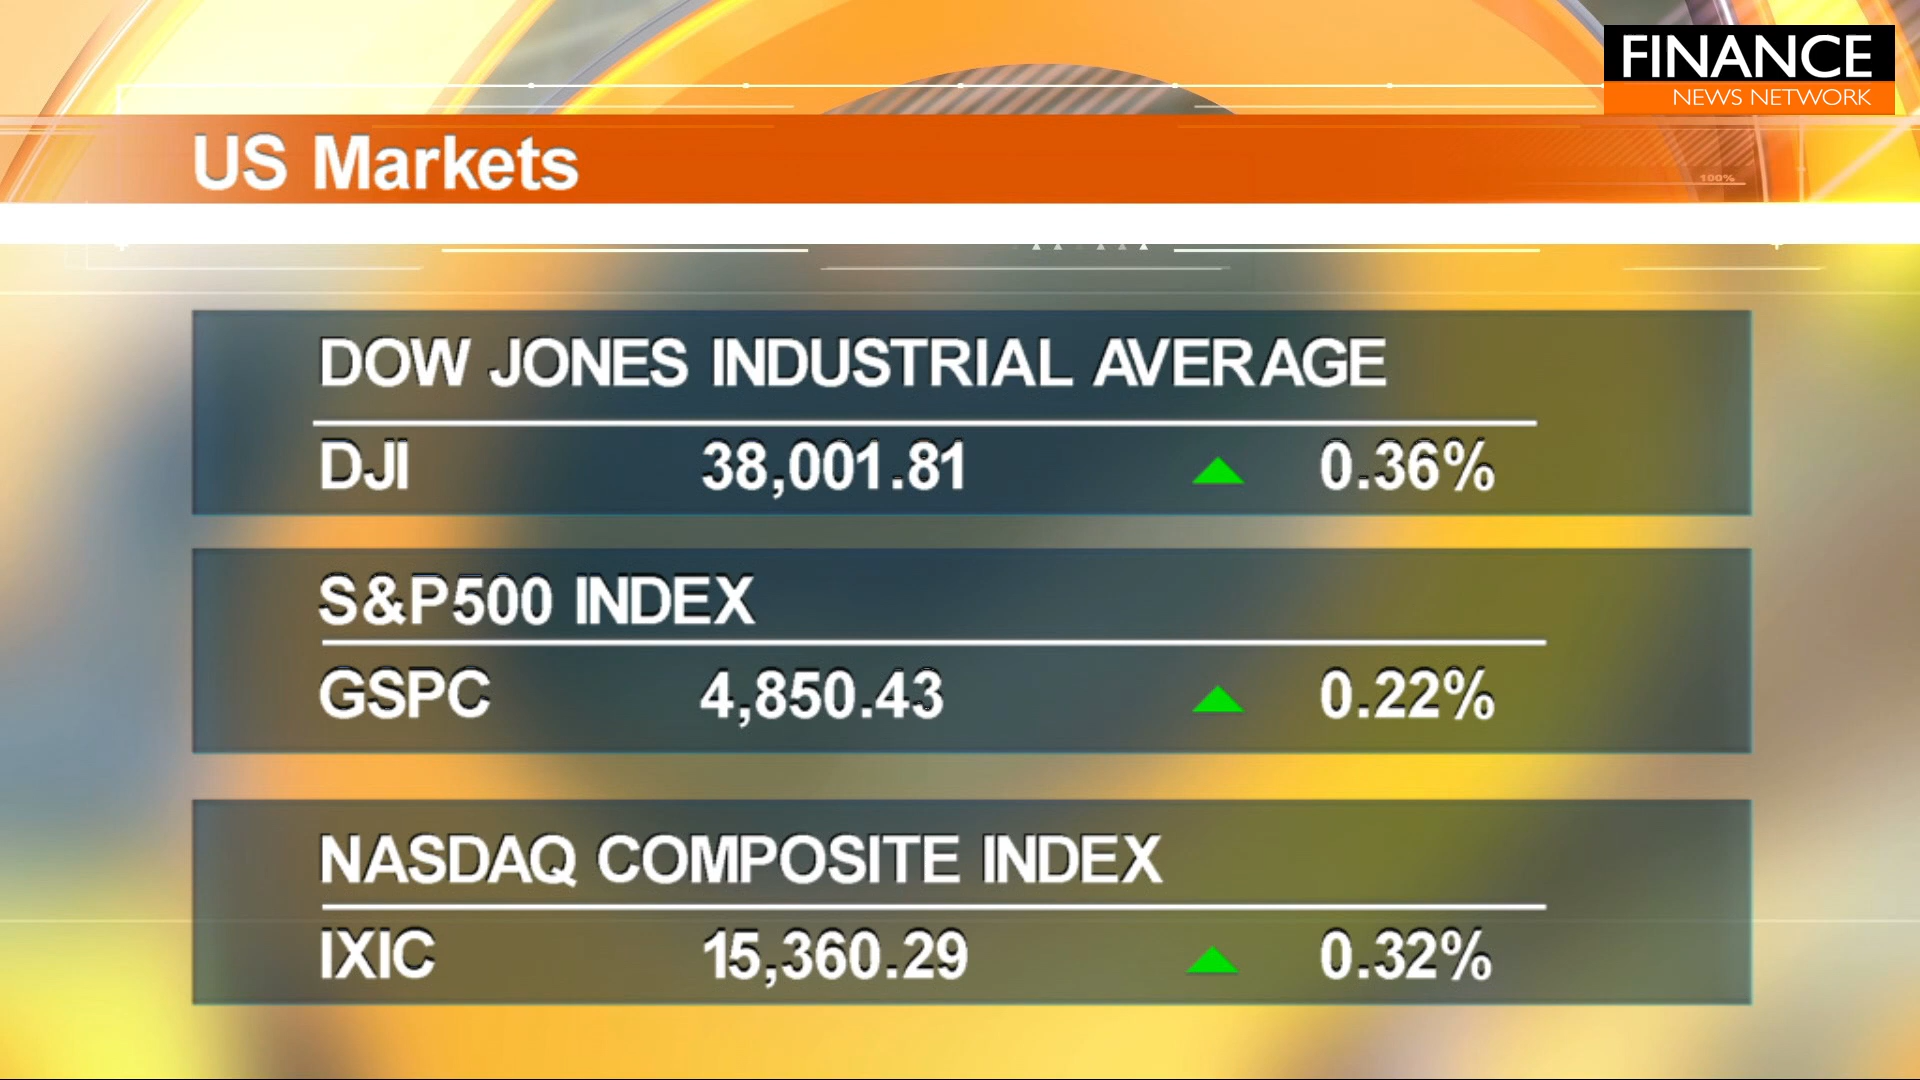 FINANCE
NEWS NETWORK
US Markets
100%
DOW JONES INDUSTRIAL AVERAGE
DJI 38,001.81 0.36%
S&P500 INDEX
GSPC 4,850.43 0.22%
NASDAQ COMPOSITE INDEX
IXIC 15,360.29 0.32%